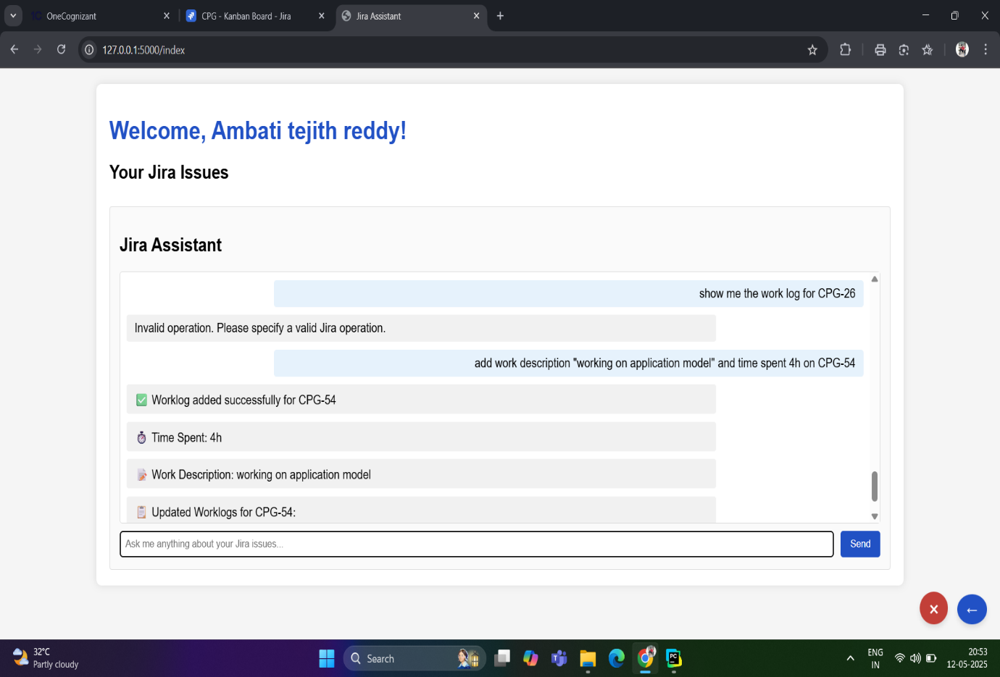 OneCognizant
CPG - Kanban Board - Jira
Jira Assistant
127.0.0.1:5000/index
Welcome, Ambati tejith reddy!
Your Jira Issues
Jira Assistant
show me the work log for CPG-26
Invalid operation. Please specify a valid Jira operation.
add work description "working on application model" and time spent 4h on CPG-54
Worklog added successfully for CPG-54
Time Spent: 4h
Work Description: working on application model
Updated Worklogs for CPG-54:
Ask me anything about your Jira issues...
Send
32°C
Partly cloudy
Search
PC
ENG
IN
20:53
12-05-2025